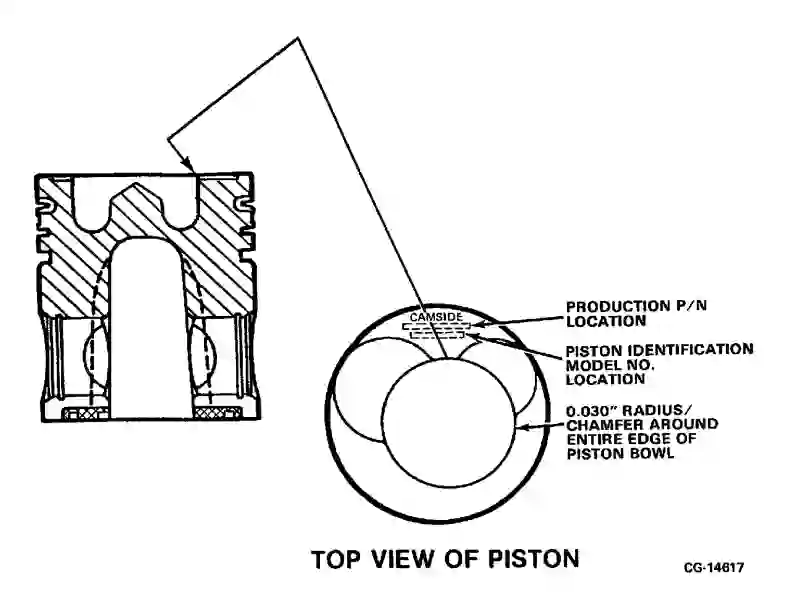 CAMSIDE
PRODUCTION P/N
LOCATION
PISTON IDENTIFICATION
MODEL NO.
LOCATION
0.030" RADIUS/
CHAMFER AROUND
ENTIRE EDGE OF
PISTON BOWL
TOP VIEW OF PISTON
CG-14617